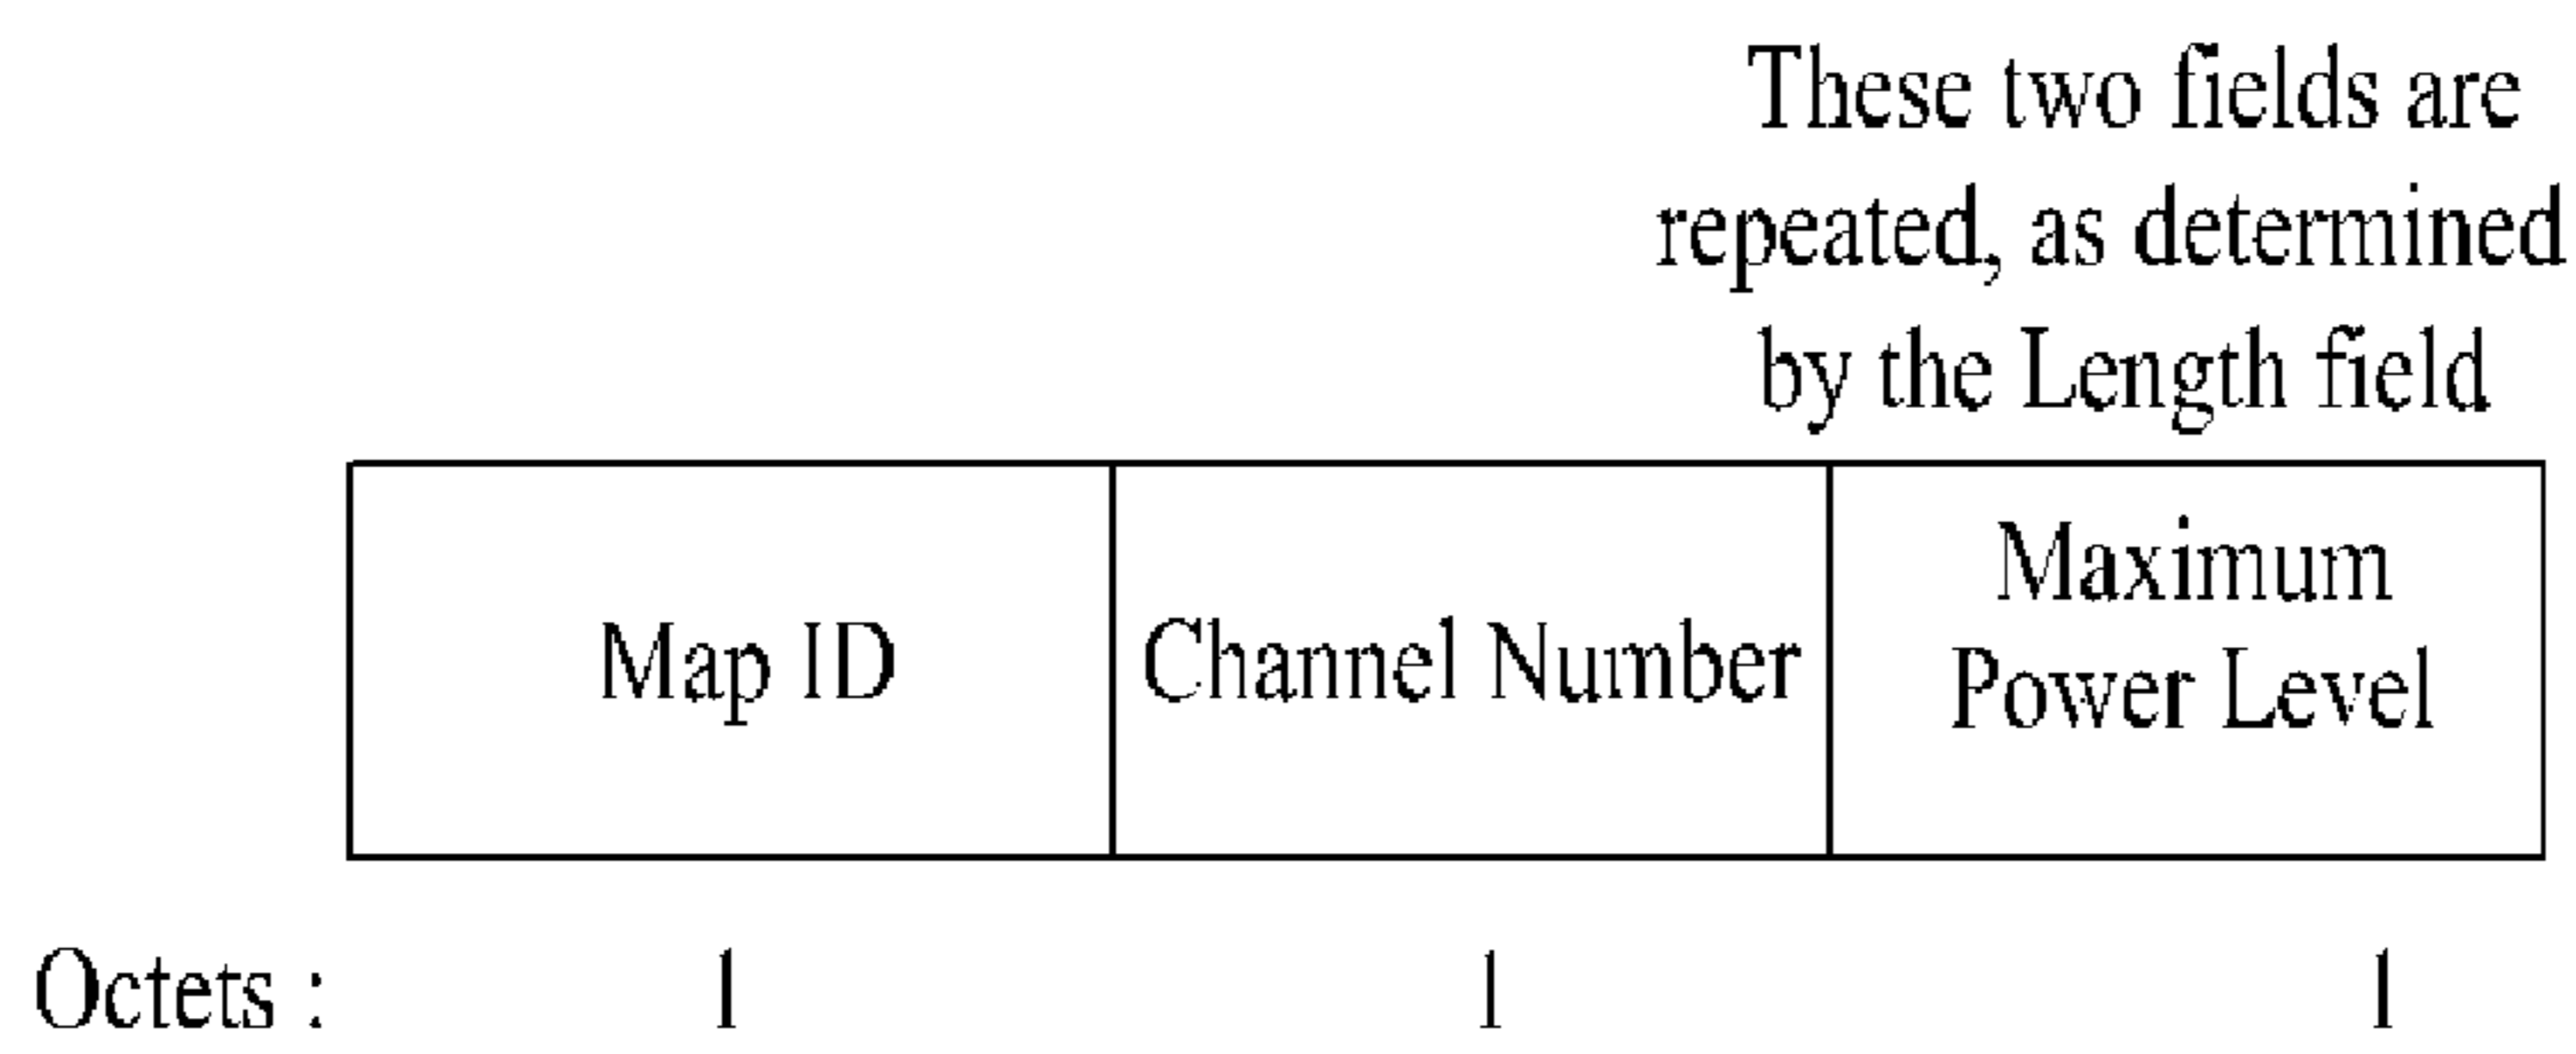 These two fields are
repeated, as determined
by the Length field
Map ID
Channel Number
Maximum
Power Level
Octets : 1 1 1